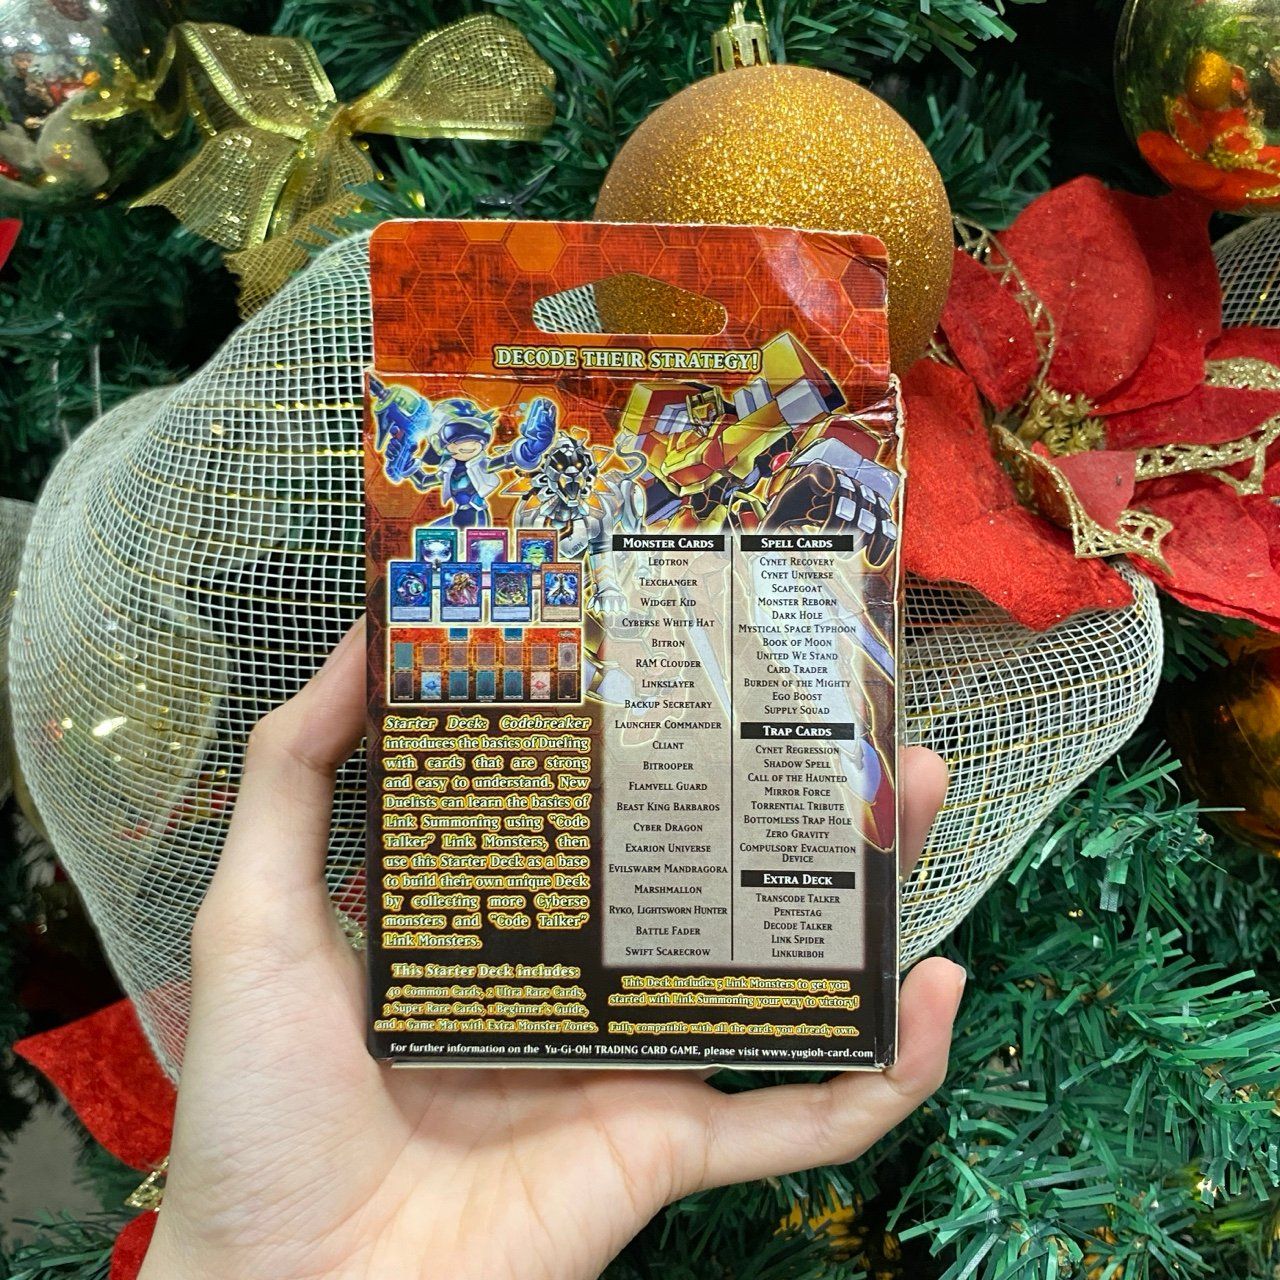 DECODE THEIR STRATEGY!
Starter Deck: Codebreaker
introduces the basics of Dueling
with cards that are strong
and easy to understand. New
Duelists can learn the basics of
Link Summoning using "Code
Talker" Link Monsters, then
use this Starter Deck as a base
to build their own unique Deck
by collecting more Cyberse
monsters and "Code Talker"
Link Monsters.
This Starter Deck includes:
40 Common Cards, 2 Ultra Rare Cards,
3 Super Rare Cards, 1 Beginner's Guide,
and 1 Game Mat with Extra Monster Zones.
MONSTER CARDS
LEOTRON
TEXCHANGER
WIDGET KID
CYBERSE WHITE HAT
BITRON
RAM CLOUDER
LINKSLAYER
BACKUP SECRETARY
LAUNCHER COMMANDER
CLIANT
BITROOPER
FLAMVELL GUARD
BEAST KING BARBAROS
CYBER DRAGON
EXARION UNIVERSE
EVILSWARM MANDRAGORA
MARSHMALLON
RYKO, LIGHTSWORN HUNTER
BATTLE FADER
SWIFT SCARECROW
SPELL CARDS
CYNET RECOVERY
CYNET UNIVERSE
SCAPEGOAT
MONSTER REBORN
DARK HOLE
MYSTICAL SPACE TYPHOON
BOOK OF MOON
UNITED WE STAND
CARD TRADER
BURDEN OF THE MIGHTY
EGO BOOST
SUPPLY SQUAD
TRAP CARDS
CYNET REGRESSION
SHADOW SPELL
CALL OF THE HAUNTED
MIRROR FORCE
TORRENTIAL TRIBUTE
BOTTOMLESS TRAP HOLE
ZERO GRAVITY
COMPULSORY EVACUATION
DEVICE
EXTRA DECK
TRANSCODE TALKER
PENTESTAG
DECODE TALKER
LINK SPIDER
LINKURIBOH
This Deck includes 5 Link Monsters to get you
started with Link Summoning your way to victory!
Fully compatible with all the cards you already own.
For further information on the Yu-Gi-Oh! TRADING CARD GAME, please visit www.yugioh-card.com